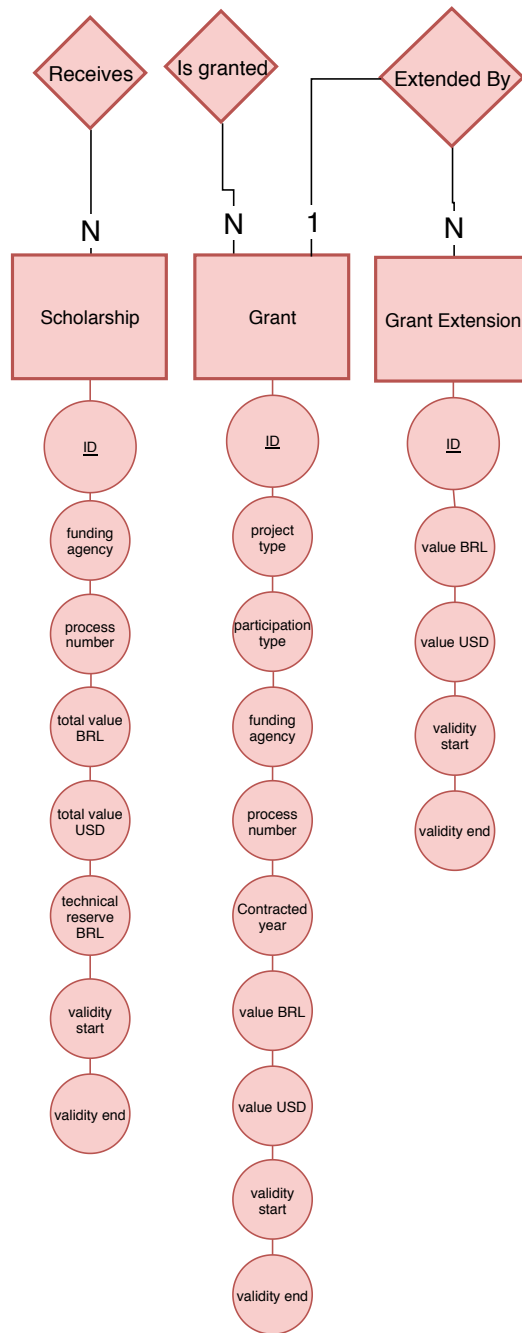 Receives
Is granted
Extended By
N
N
1
N
Scholarship
Grant
Grant Extension
ID
funding
agency
process
number
total value
BRL
total value
USD
technical
reserve
BRL
validity
start
validity end
ID
project
type
participation
type
funding
agency
process
number
Contracted
year
value BRL
value USD
validity
start
validity end
ID
value BRL
value USD
validity
start
validity end